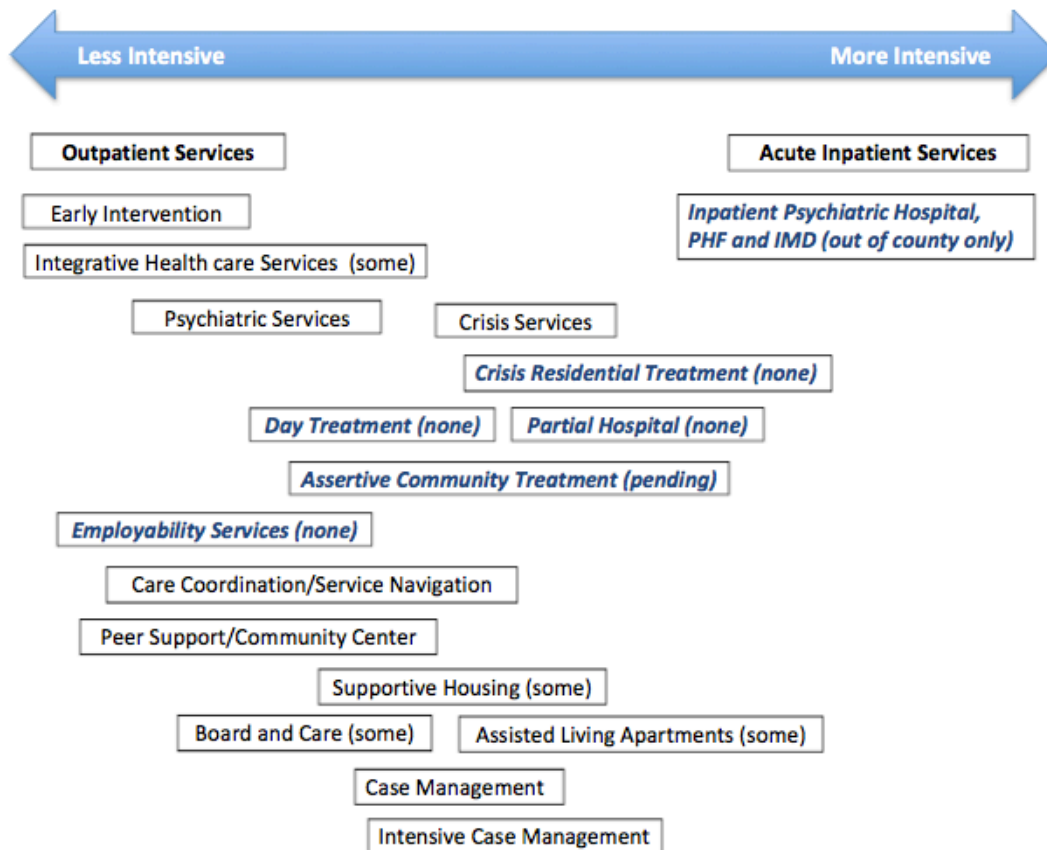 Less Intensive
More Intensive
Outpatient Services
Acute Inpatient Services
Early Intervention
Inpatient Psychiatric Hospital,
PHF and IMD (out of county only)
Integrative Health care Services (some)
Psychiatric Services
Crisis Services
Crisis Residential Treatment (none)
Day Treatment (none)
Partial Hospital (none)
Assertive Community Treatment (pending)
Employability Services (none)
Care Coordination/Service Navigation
Peer Support/Community Center
Supportive Housing (some)
Board and Care (some)
Assisted Living Apartments (some)
Case Management
Intensive Case Management